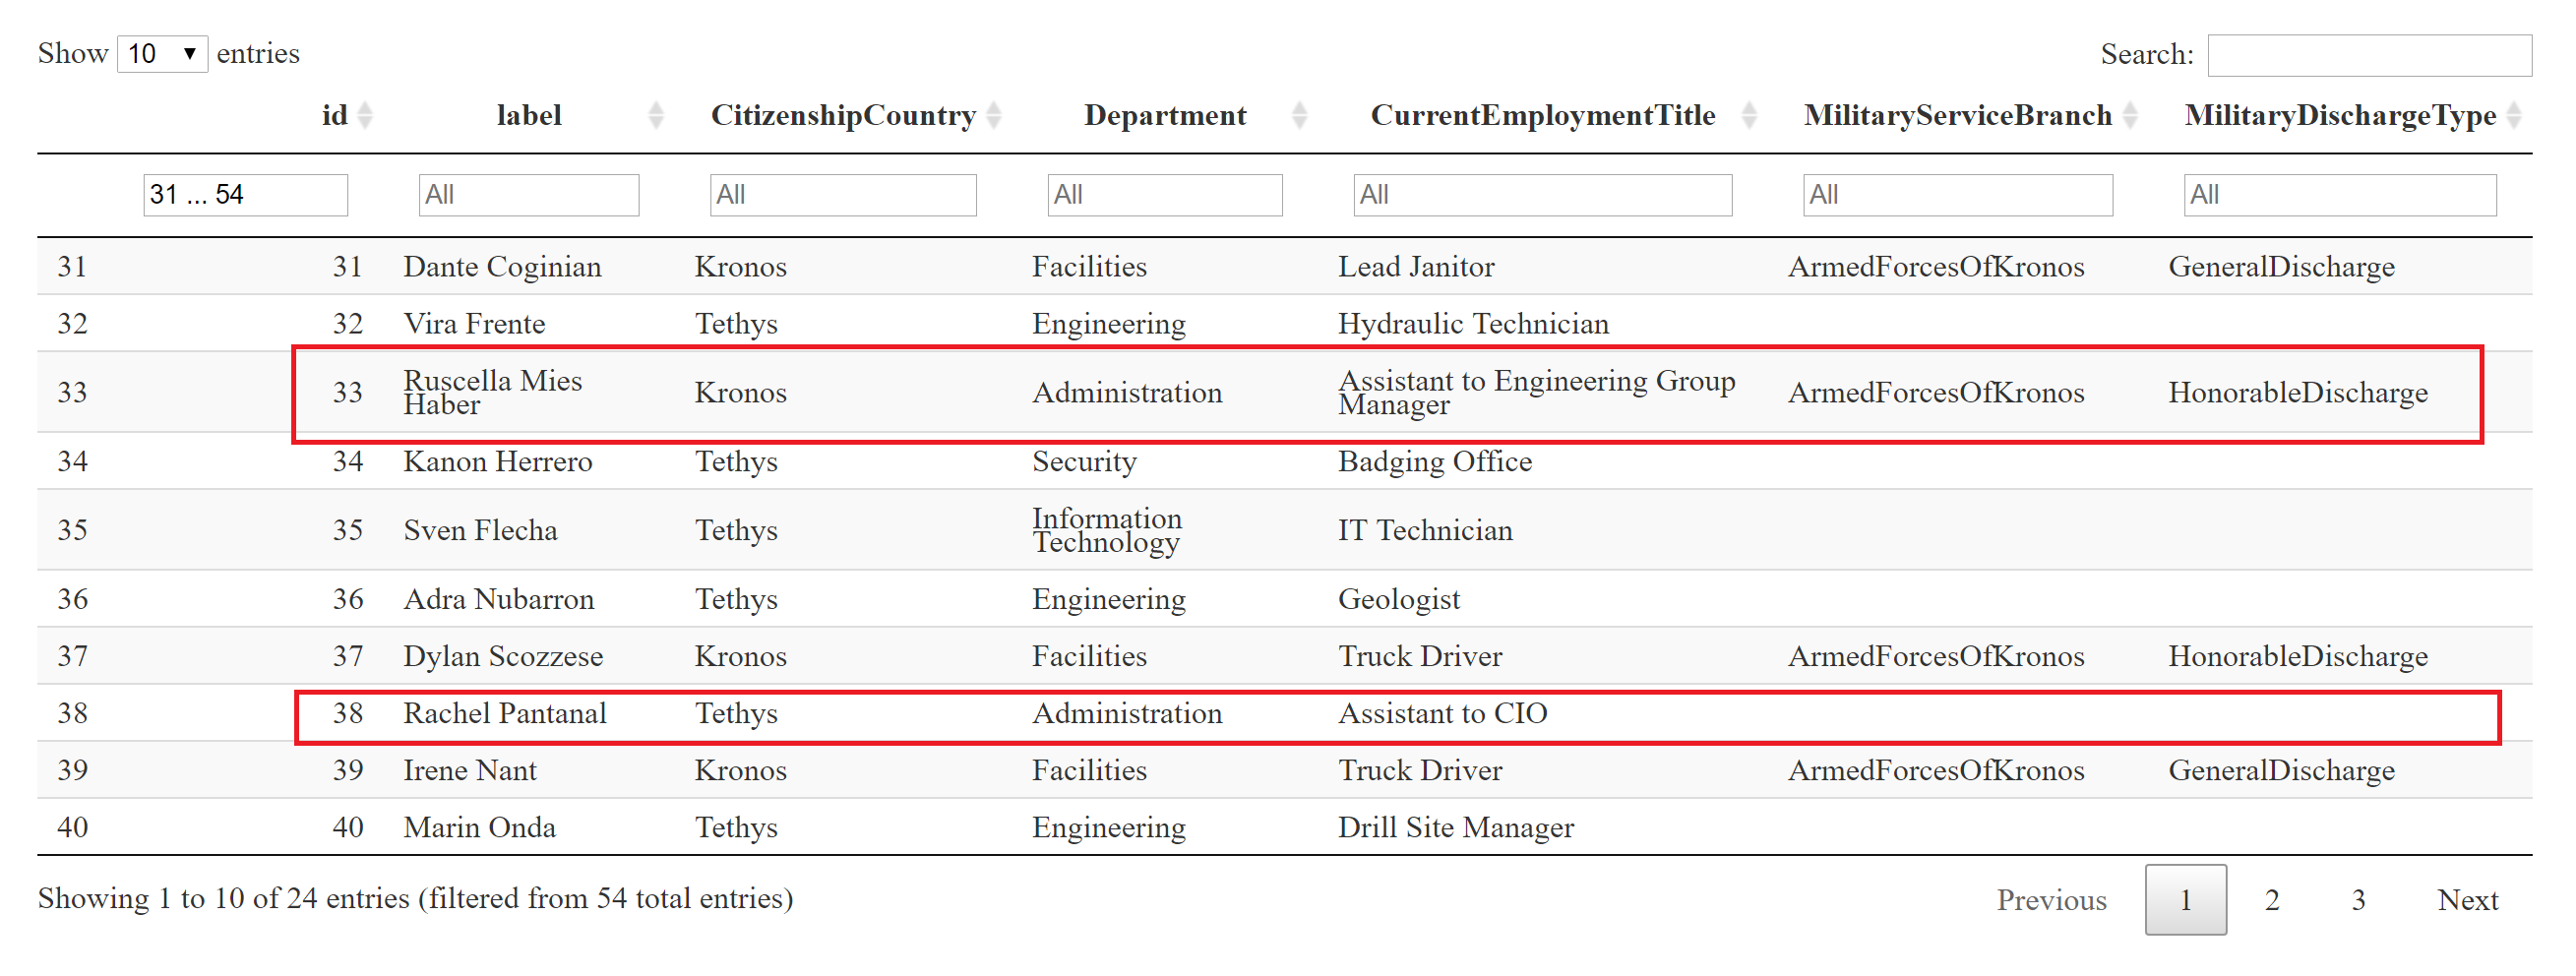 Show 10 entries Search:
id label CitizenshipCountry Department CurrentEmploymentTitle MilitaryServiceBranch MilitaryDischargeType
31 ... 54 All All All All All All
31 31 Dante Coginian Kronos Facilities Lead Janitor ArmedForcesOfKronos GeneralDischarge
32 32 Vira Frente Tethys Engineering Hydraulic Technician
33 33 Ruscella Mies Haber Kronos Administration Assistant to Engineering Group Manager ArmedForcesOfKronos HonorableDischarge
34 34 Kanon Herrero Tethys Security Badging Office
35 35 Sven Flecha Tethys Information Technology IT Technician
36 36 Adra Nubarron Tethys Engineering Geologist
37 37 Dylan Scozzese Kronos Facilities Truck Driver ArmedForcesOfKronos HonorableDischarge
38 38 Rachel Pantanal Tethys Administration Assistant to CIO
39 39 Irene Nant Kronos Facilities Truck Driver ArmedForcesOfKronos GeneralDischarge
40 40 Marin Onda Tethys Engineering Drill Site Manager
Showing 1 to 10 of 24 entries (filtered from 54 total entries) Previous 1 2 3 Next